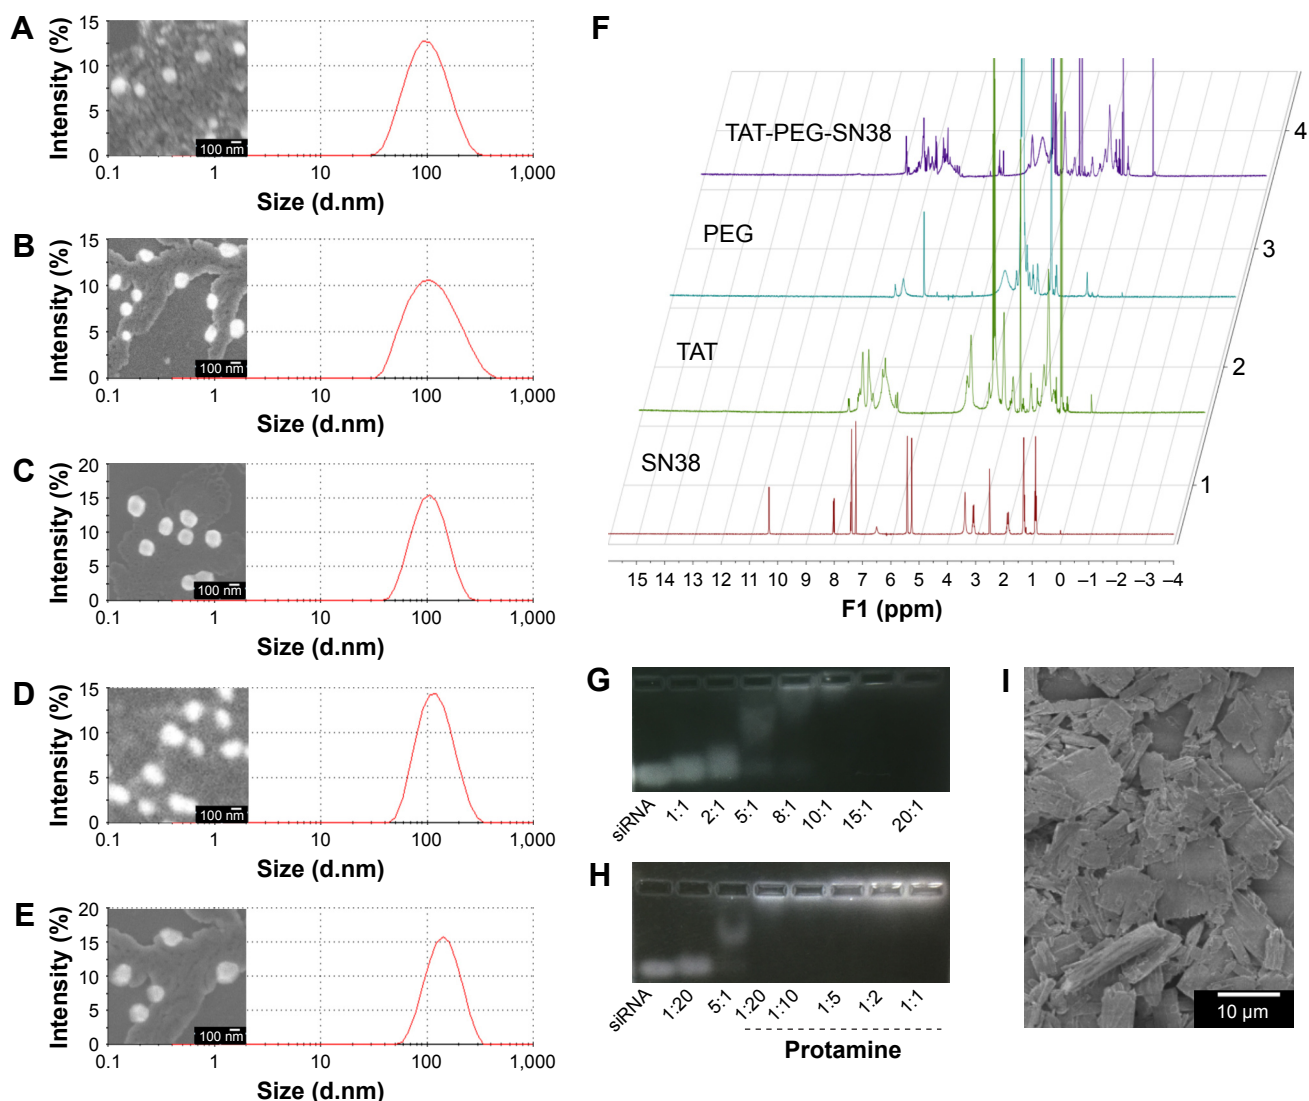 A
Intensity (%)
15
10
5
0
100 nm
0.1 1 10 100 1,000
Size (d.nm)
B
Intensity (%)
15
10
5
0
100 nm
0.1 1 10 100 1,000
Size (d.nm)
C
Intensity (%)
20
15
10
5
0
100 nm
0.1 1 10 100 1,000
Size (d.nm)
D
Intensity (%)
15
10
5
0
100 nm
0.1 1 10 100 1,000
Size (d.nm)
E
Intensity (%)
20
15
10
5
0
100 nm
0.1 1 10 100 1,000
Size (d.nm)
F
TAT-PEG-SN38
4
PEG
3
TAT
2
SN38
1
15 14 13 12 11 10 9 8 7 6 5 4 3 2 1 0 –1 –2 –3 –4
F1 (ppm)
G
siRNA 1:1 2:1 5:1 8:1 10:1 15:1 20:1
H
siRNA 1:20 5:1 1:20 1:10 1:5 1:2 1:1
Protamine
I
10 µm